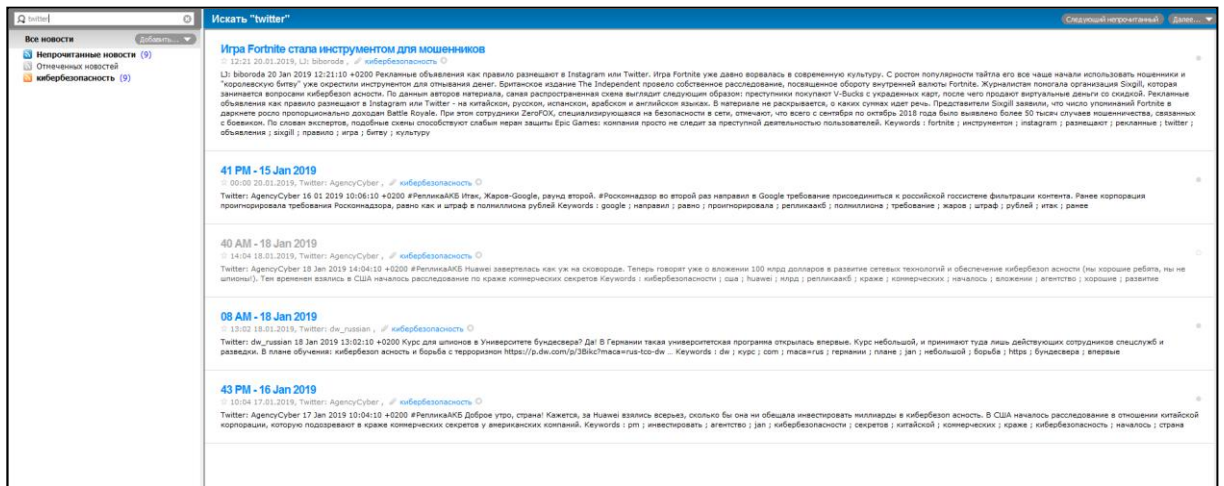 twitter
Искать "twitter"
Следующий непрочитанный
Далее...
Все новости
Добавить...
Непрочитанные новости (9)
Отмеченных новостей
кибербезопасность (9)
Игра Fortnite стала инструментом для мошенников
12:21 20.01.2019, LJ: biboroda , кибербезопасность
LJ: biboroda 20 Jan 2019 12:21:10 +0200 Рекламные объявления как правило размещают в Instagram или Twitter. Игра Fortnite уже давно ворвалась в современную культуру. С ростом популярности тайтла его все чаще начали использовать мошенники и
"королевскую битву" уже окрестили инструментом для отмывания денег. Британское издание The Independent провело собственное расследование, посвященное обороту внутренней валюты Fortnite. Журналистам помогала организация Sixgill, которая
занимается вопросами кибербезоп асности. По данным авторов материала, самая распространенная схема выглядит следующим образом: преступники покупают V-Bucks с украденных карт, после чего продают виртуальные деньги со скидкой. Рекламные
объявления как правило размещают в Instagram или Twitter - на китайском, русском, испанском, арабском и английском языках. В материале не раскрывается, о каких суммах идет речь. Представители Sixgill заявили, что число упоминаний Fortnite в
даркнете росло пропорционально доходам Battle Royale. При этом сотрудники ZeroFOX, специализирующаяся на безопасности в сети, отмечают, что всего с сентября по октябрь 2018 года было выявлено более 50 тысяч случаев мошенничества, связанных
с боевиком. По словам экспертов, подобные схемы способствуют слабым мерам защиты Epic Games: компания просто не следит за преступной деятельностью пользователей. Keywords : fortnite ; инструментом ; instagram ; размещают ; рекламные ; twitter ;
объявления ; sixgill ; правило ; игра ; битву ; культуру
41 PM - 15 Jan 2019
00:00 20.01.2019, Twitter: AgencyCyber , кибербезопасность
Twitter: AgencyCyber 16 01 2019 10:06:10 +0200 #РепликаАКБ Итак, Жаров-Google, раунд второй. #Роскомнадзор во второй раз направил в Google требование присоединиться к российской госсистеме фильтрации контента. Ранее корпорация
проигнорировала требования Роскомнадзора, равно как и штраф в полмиллиона рублей Keywords : google ; направил ; равно ; проигнорировала ; репликаакб ; полмиллиона ; требование ; жаров ; штраф ; рублей ; итак ; ранее
40 AM - 18 Jan 2019
14:04 18.01.2019, Twitter: AgencyCyber , кибербезопасность
Twitter: AgencyCyber 18 Jan 2019 14:04:10 +0200 #РепликаАКБ Huawei завертелась как уж на сковороде. Теперь говорят уже о вложении 100 млрд долларов в развитие сетевых технологий и обеспечение кибербезоп асности (мы хорошие ребята, мы не
шпионы!). Тем временем взялись в США началось расследование по краже коммерческих секретов Keywords : кибербезопасности ; сша ; huawei ; млрд ; репликаакб ; краже ; коммерческих ; началось ; вложении ; агентство ; хорошие ; развитие
08 AM - 18 Jan 2019
13:02 18.01.2019, Twitter: dw_russian , кибербезопасность
Twitter: dw_russian 18 Jan 2019 13:02:10 +0200 Курс для шпионов в Университете бундесвера? Да! В Германии такая университетская программа открылась впервые. Курс небольшой, и принимают туда лишь действующих сотрудников спецслужб и
разведки. В плане обучения: кибербезоп асность и борьба с терроризмом https://p.dw.com/p/3Bikc?maca=rus-tco-dw … Keywords : dw ; курс ; com ; maca=rus ; германии ; плане ; jan ; небольшой ; борьба ; https ; бундесвера ; впервые
43 PM - 16 Jan 2019
10:04 17.01.2019, Twitter: AgencyCyber , кибербезопасность
Twitter: AgencyCyber 17 Jan 2019 10:04:10 +0200 #РепликаАКБ Доброе утро, страна! Кажется, за Huawei взялись всерьез, сколько бы она ни обещала инвестировать миллиарды в кибербезоп асность. В США началось расследование в отношении китайской
корпорации, которую подозревают в краже коммерческих секретов у американских компаний. Keywords : pm ; инвестировать ; агентство ; jan ; кибербезопасности ; секретов ; китайской ; коммерческих ; краже ; кибербезопасность ; началось ; страна